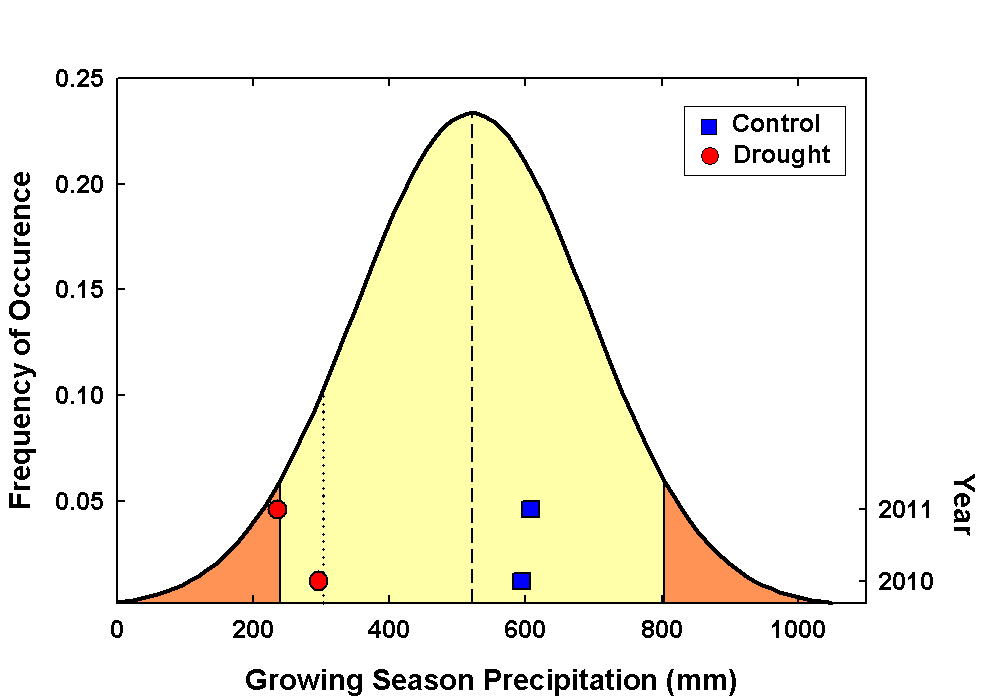 0.25
0.20
0.15
0.10
0.05
Frequency of Occurence
Control
Drought
2011
2010
Year
0 200 400 600 800 1000
Growing Season Precipitation (mm)